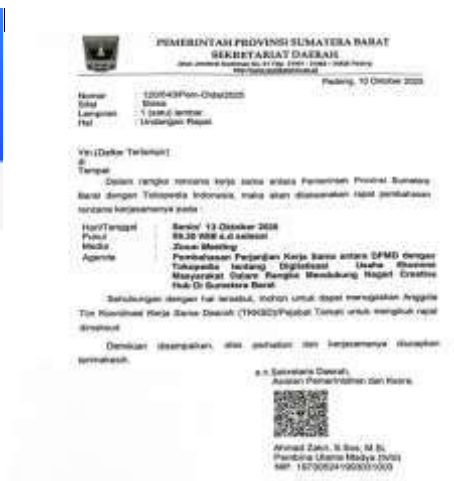 PEMERINTAH PROVINSI SUMATERA BARAT
SEKRETARIAT DAERAH
Padang, 10 Oktober 2025
Nomor : 120/043/Pem-Otda/2025
Sifat : Biasa
Lampiran : 1 (satu) lembar
Hal : Undangan Rapat
Yth (Daftar Terlampir)
di
Tempat
Dalam rangka rencana kerja sama antara Pemerintah Provinsi Sumatera
Barat dengan Tokopedia Indonesia, maka akan dilaksanakan rapat pembahasan
rencana kerjasamanya pada :
Hari/Tanggal : Senin/ 13 Oktober 2025
Pukul : 09.30 WIB s.d selesai
Media : Zoom Meeting
Agenda : Pembahasan Perjanjian Kerja Sama antara DPMD dengan
Tokopedia tentang Digitalisasi Usaha Ekonomi
Masyarakat Dalam Rangka Mendukung Nagari Creative
Hub Di Sumatera Barat
Sehubungan dengan hal tersebut, mohon untuk dapat menugaskan Anggota
Tim Koordinasi Kerja Sama Daerah (TKKSD)/Pejabat Terkait untuk mengikuti rapat
dimaksud.
Demikian disampaikan, atas perhatian dan kerjasamanya diucapkan
terimakasih.
a.n Sekretaris Daerah,
Asisten Pemerintahan dan Kesra,
Ahmad Zakri, S.Sos, M.Si,
Pembina Utama Madya (IV/d)